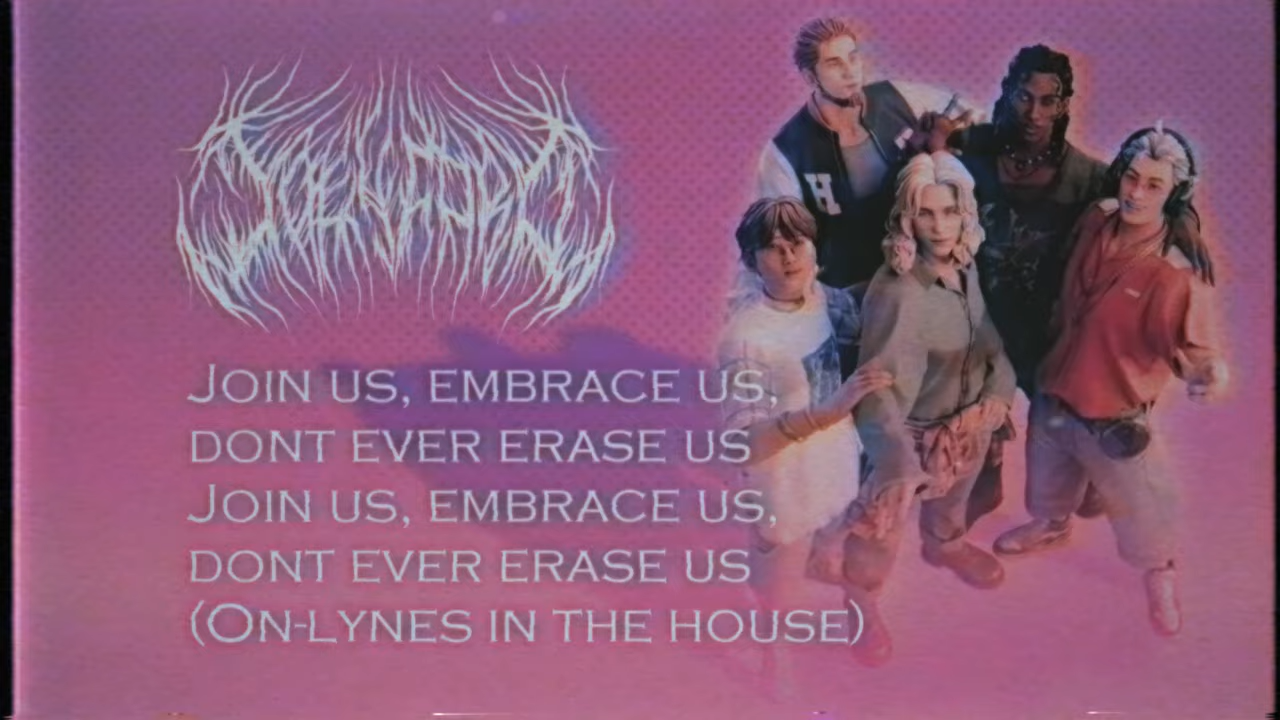 H
JOIN US, EMBRACE US,
DONT EVER ERASE US
JOIN US, EMBRACE US,
DONT EVER ERASE US
(ON-LYNES IN THE HOUSE)